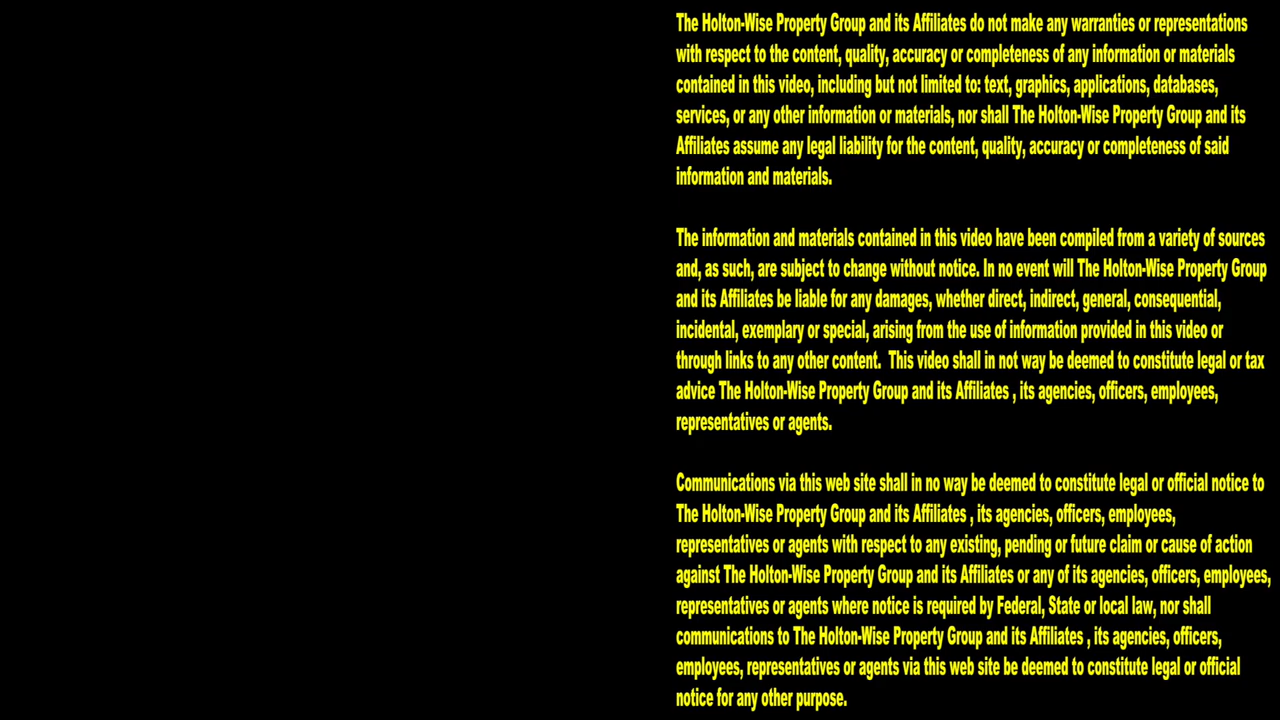 The Holton-Wise Property Group and its Affiliates do not make any warranties or representations
with respect to the content, quality, accuracy or completeness of any information or materials
contained in this video, including but not limited to: text, graphics, applications, databases,
services, or any other information or materials, nor shall The Holton-Wise Property Group and its
Affiliates assume any legal liability for the content, quality, accuracy or completeness of said
information and materials.
The information and materials contained in this video have been compiled from a variety of sources
and, as such, are subject to change without notice. In no event will The Holton-Wise Property Group
and its Affiliates be liable for any damages, whether direct, indirect, general, consequential,
incidental, exemplary or special, arising from the use of information provided in this video or
through links to any other content.  This video shall in not way be deemed to constitute legal or tax
advice The Holton-Wise Property Group and its Affiliates , its agencies, officers, employees,
representatives or agents.
Communications via this web site shall in no way be deemed to constitute legal or official notice to
The Holton-Wise Property Group and its Affiliates , its agencies, officers, employees,
representatives or agents with respect to any existing, pending or future claim or cause of action
against The Holton-Wise Property Group and its Affiliates or any of its agencies, officers, employees,
representatives or agents where notice is required by Federal, State or local law, nor shall
communications to The Holton-Wise Property Group and its Affiliates , its agencies, officers,
employees, representatives or agents via this web site be deemed to constitute legal or official
notice for any other purpose.